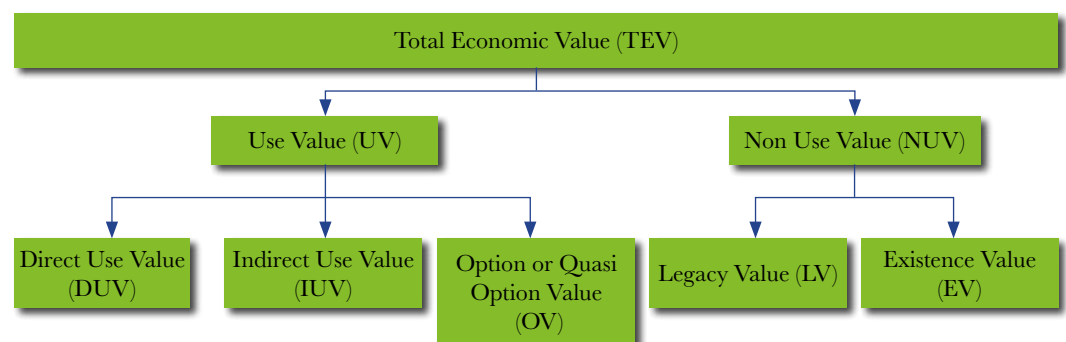 Total Economic Value (TEV)
Use Value (UV)
Non Use Value (NUV)
Direct Use Value
(DUV)
Indirect Use Value
(IUV)
Option or Quasi
Option Value
(OV)
Legacy Value (LV)
Existence Value
(EV)